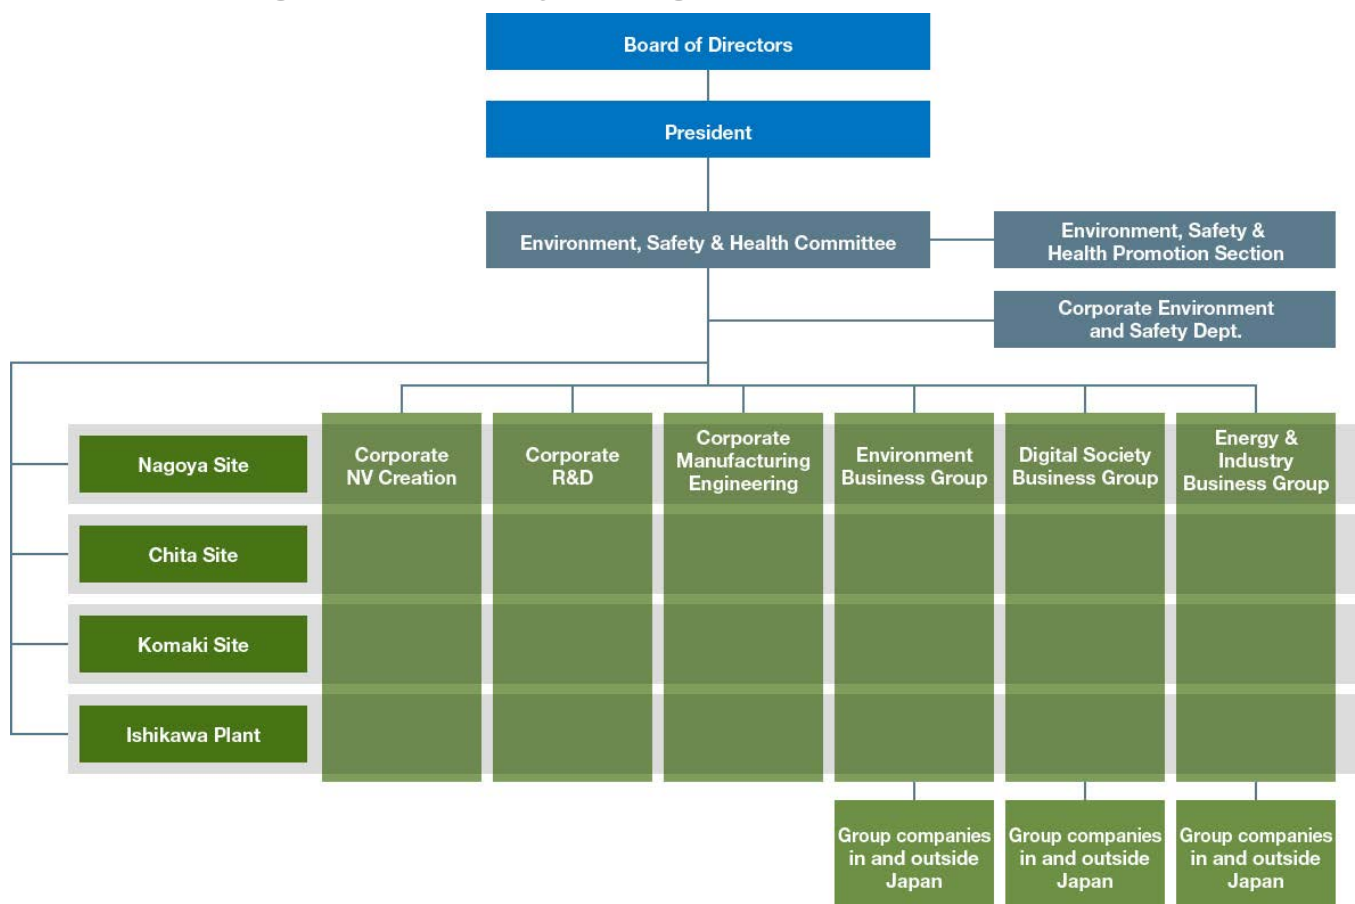 Board of Directors
President
Environment, Safety & Health Committee
Environment, Safety &
Health Promotion Section
Corporate Environment
and Safety Dept.
Nagoya Site
Chita Site
Komaki Site
Ishikawa Plant
Corporate
NV Creation
Corporate
R&D
Corporate
Manufacturing
Engineering
Environment
Business Group
Digital Society
Business Group
Energy &
Industry
Business Group
Group companies
in and outside
Japan
Group companies
in and outside
Japan
Group companies
in and outside
Japan